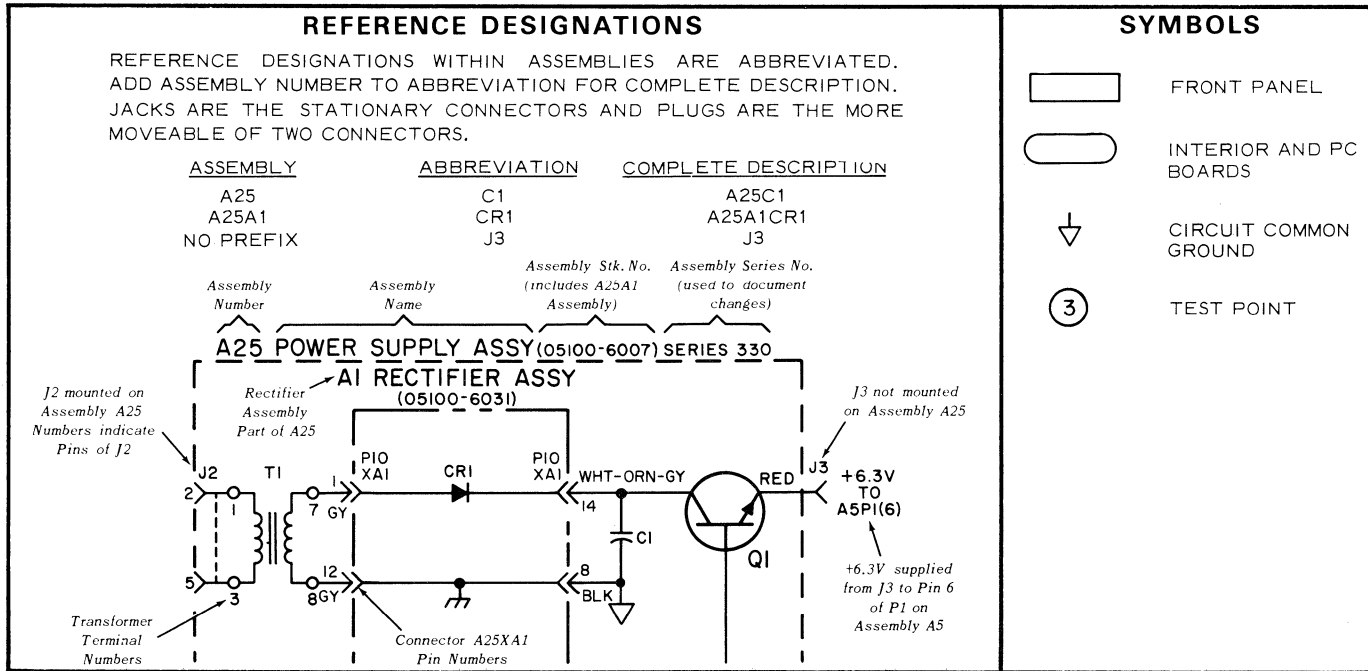 REFERENCE DESIGNATIONS
REFERENCE DESIGNATIONS WITHIN ASSEMBLIES ARE ABBREVIATED.
ADD ASSEMBLY NUMBER TO ABBREVIATION FOR COMPLETE DESCRIPTION.
JACKS ARE THE STATIONARY CONNECTORS AND PLUGS ARE THE MORE
MOVEABLE OF TWO CONNECTORS.
ASSEMBLY ABBREVIATION COMPLETE DESCRIPTION
A25 C1 A25C1
A25A1 CR1 A25A1CR1
NO PREFIX J3 J3
Assembly
Number
Assembly
Name
Assembly Stk. No.
(includes A25A1
Assembly)
Assembly Series No.
(used to document
changes)
A25 POWER SUPPLY ASSY (05100-6007) SERIES 330
A1 RECTIFIER ASSY
(05100-6031)
J2 mounted on
Assembly A25
Numbers indicate
Pins of J2
Rectifier
Assembly
Part of A25
J3 not mounted
on Assembly A25
J2
T1
P10
XA1
CR1
P10
XA1
WHT-ORN-GY
RED
J3
+6.3V
TO
A5P1(6)
2
1
7
1
GY
14
C1
Q1
5
3
8
12
GY
8
BLK
+6.3V supplied
from J3 to Pin 6
of P1 on
Assembly A5
Transformer
Terminal
Numbers
Connector A25XA1
Pin Numbers
SYMBOLS
FRONT PANEL
INTERIOR AND PC
BOARDS
CIRCUIT COMMON
GROUND
3
TEST POINT